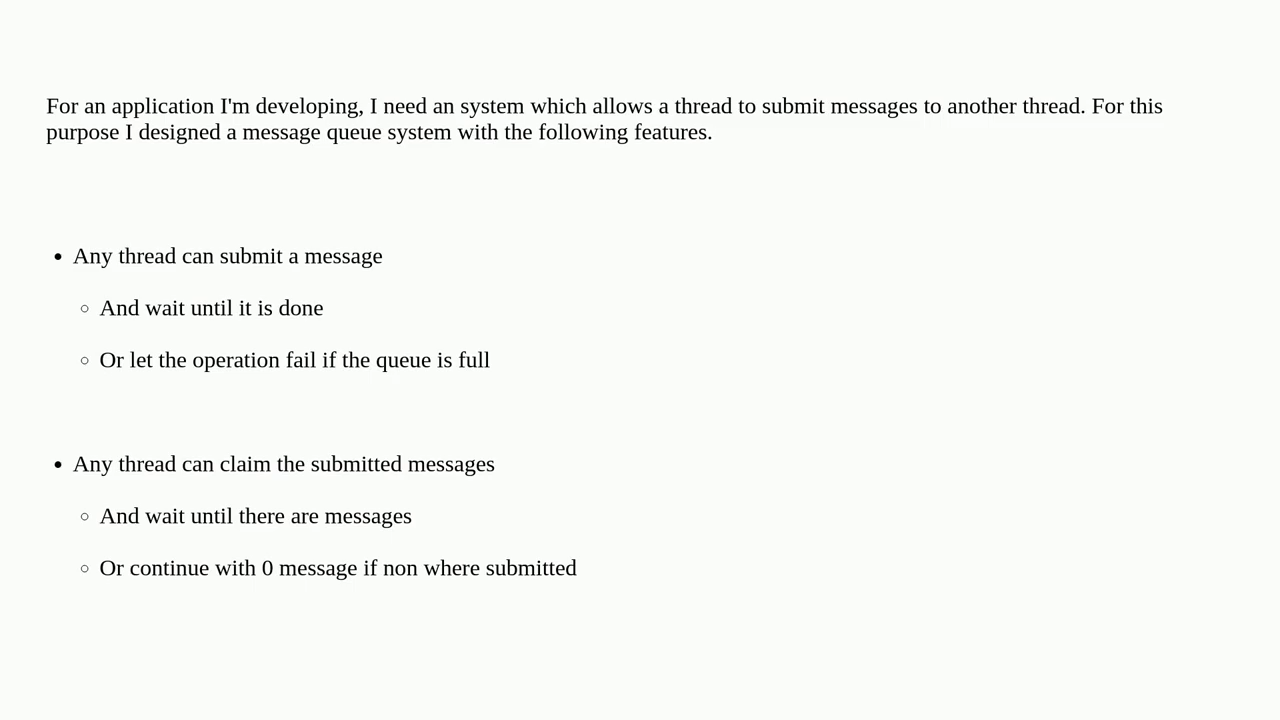 For an application I'm developing, I need an system which allows a thread to submit messages to another thread. For this
purpose I designed a message queue system with the following features.
• Any thread can submit a message
◦ And wait until it is done
◦ Or let the operation fail if the queue is full
• Any thread can claim the submitted messages
◦ And wait until there are messages
◦ Or continue with 0 message if non where submitted